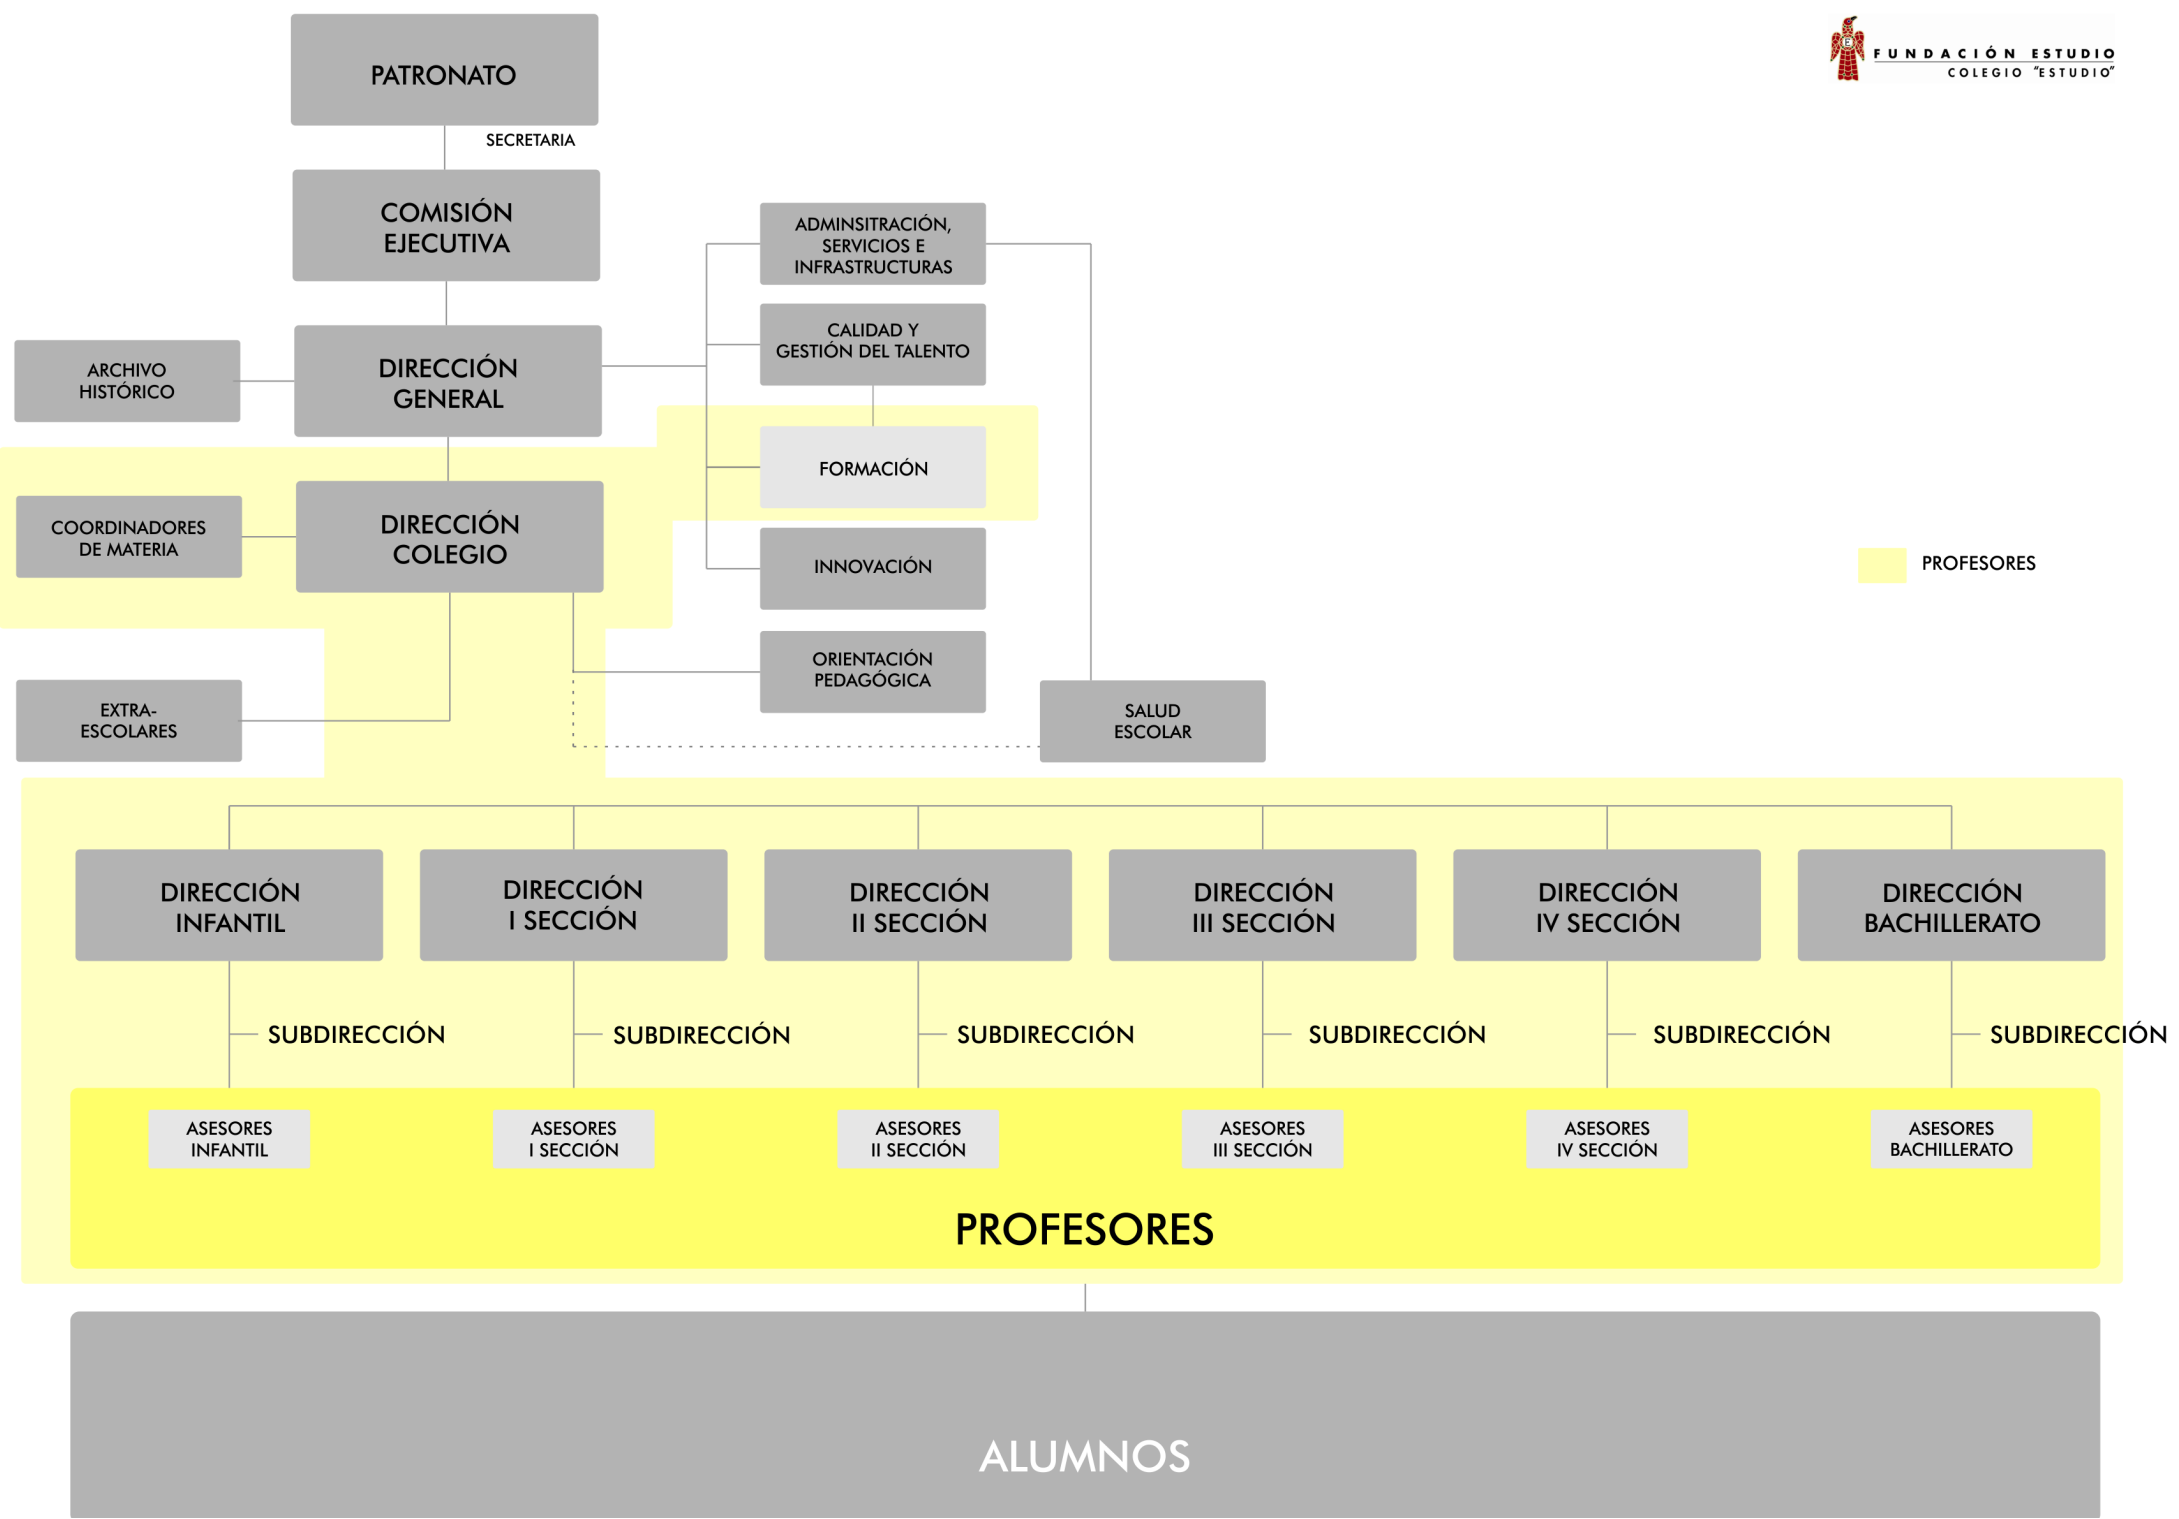 PATRONATO
FUNDACIÓN ESTUDIO
COLEGIO "ESTUDIO"
SECRETARIA
COMISIÓN
EJECUTIVA
ADMINSITRACIÓN,
SERVICIOS E
INFRASTRUCTURAS
CALIDAD Y
GESTIÓN DEL TALENTO
ARCHIVO
HISTÓRICO
DIRECCIÓN
GENERAL
FORMACIÓN
COORDINADORES
DE MATERIA
DIRECCIÓN
COLEGIO
INNOVACIÓN
PROFESORES
ORIENTACIÓN
PEDAGÓGICA
EXTRA-
ESCOLARES
SALUD
ESCOLAR
DIRECCIÓN
INFANTIL
DIRECCIÓN
I SECCIÓN
DIRECCIÓN
II SECCIÓN
DIRECCIÓN
III SECCIÓN
DIRECCIÓN
IV SECCIÓN
DIRECCIÓN
BACHILLERATO
SUBDIRECCIÓN
SUBDIRECCIÓN
SUBDIRECCIÓN
SUBDIRECCIÓN
SUBDIRECCIÓN
SUBDIRECCIÓN
ASESORES
INFANTIL
ASESORES
I SECCIÓN
ASESORES
II SECCIÓN
ASESORES
III SECCIÓN
ASESORES
IV SECCIÓN
ASESORES
BACHILLERATO
PROFESORES
ALUMNOS